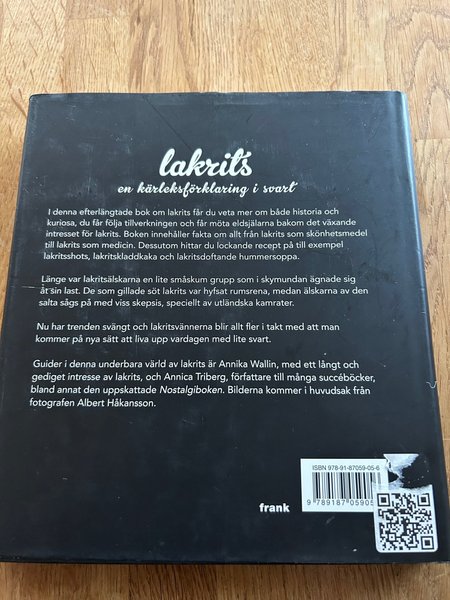 lakrits
en kärleksförklaring i svart
I denna efterlängtade bok om lakrits får du veta mer om både historia och
kuriosa, du får följa tillverkningen och får möta eldsjälarna bakom det växande
intresset för lakrits. Boken innehåller fakta om allt från lakrits som skönhetsmedel
till lakrits som medicin. Dessutom hittar du lockande recept på till exempel
lakritsshots, lakritskladdkaka och lakritsdoftande hummersoppa.
Länge var lakritsälskarna en lite småskum grupp som i skymundan ägnade sig
åt sin last. De som gillade söt lakrits var hyfsat rumsrena, medan älskarna av den
salta sågs på med viss skepsis, speciellt av utländska kamrater.
Nu har trenden svängt och lakritsvännerna blir allt fler i takt med att man
kommer på nya sätt att liva upp vardagen med lite svart.
Guider i denna underbara värld av lakrits är Annika Wallin, med ett långt och
gediget intresse av lakrits, och Annica Triberg, författare till många succéböcker,
bland annat den uppskattade Nostalgiboken. Bilderna kommer i huvudsak från
fotografen Albert Håkansson.
ISBN 978-91-87059-05-6
9 789187 05905
frank